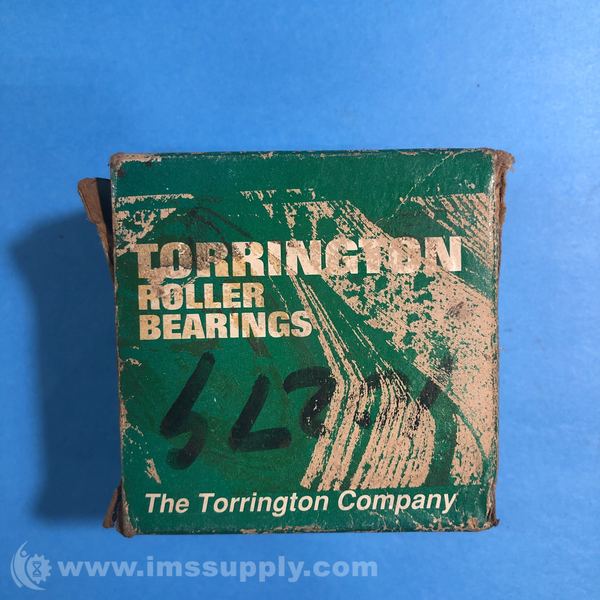 TORRINGTON
ROLLER
BEARINGS
The Torrington Company
www.imssupply.com